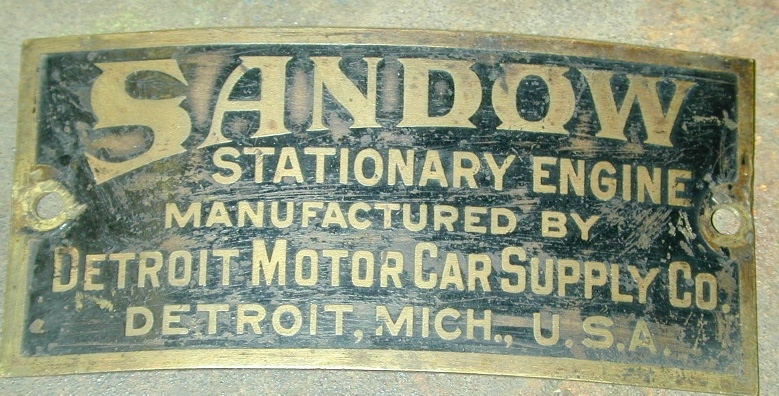 SANDOW
STATIONARY ENGINE
MANUFACTURED BY
DETROIT MOTOR CAR SUPPLY CO.
DETROIT, MICH., U.S.A.